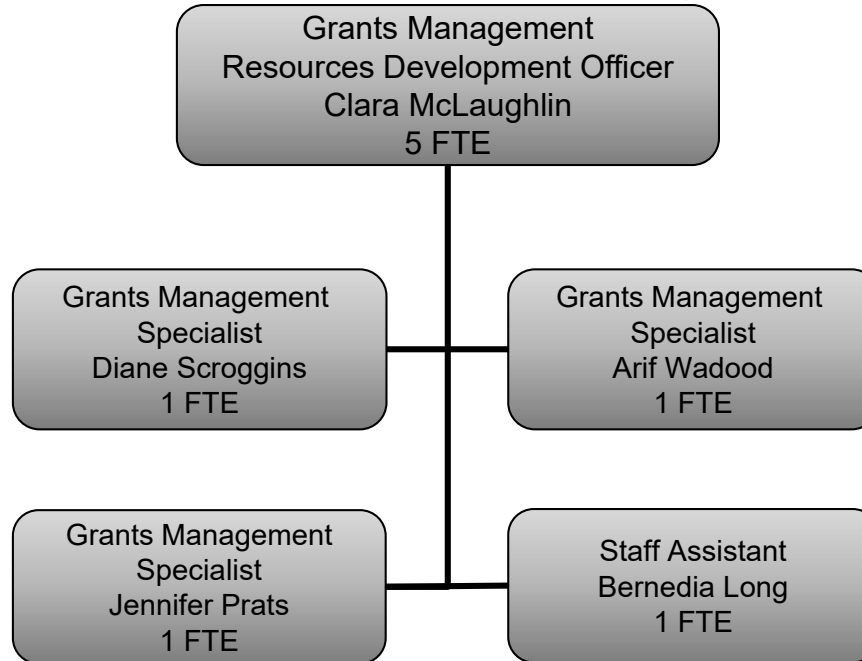 Grants Management
Resources Development Officer
Clara McLaughlin
5 FTE
Grants Management
Specialist
Diane Scroggins
1 FTE
Grants Management
Specialist
Arif Wadood
1 FTE
Grants Management
Specialist
Jennifer Prats
1 FTE
Staff Assistant
Bernedia Long
1 FTE